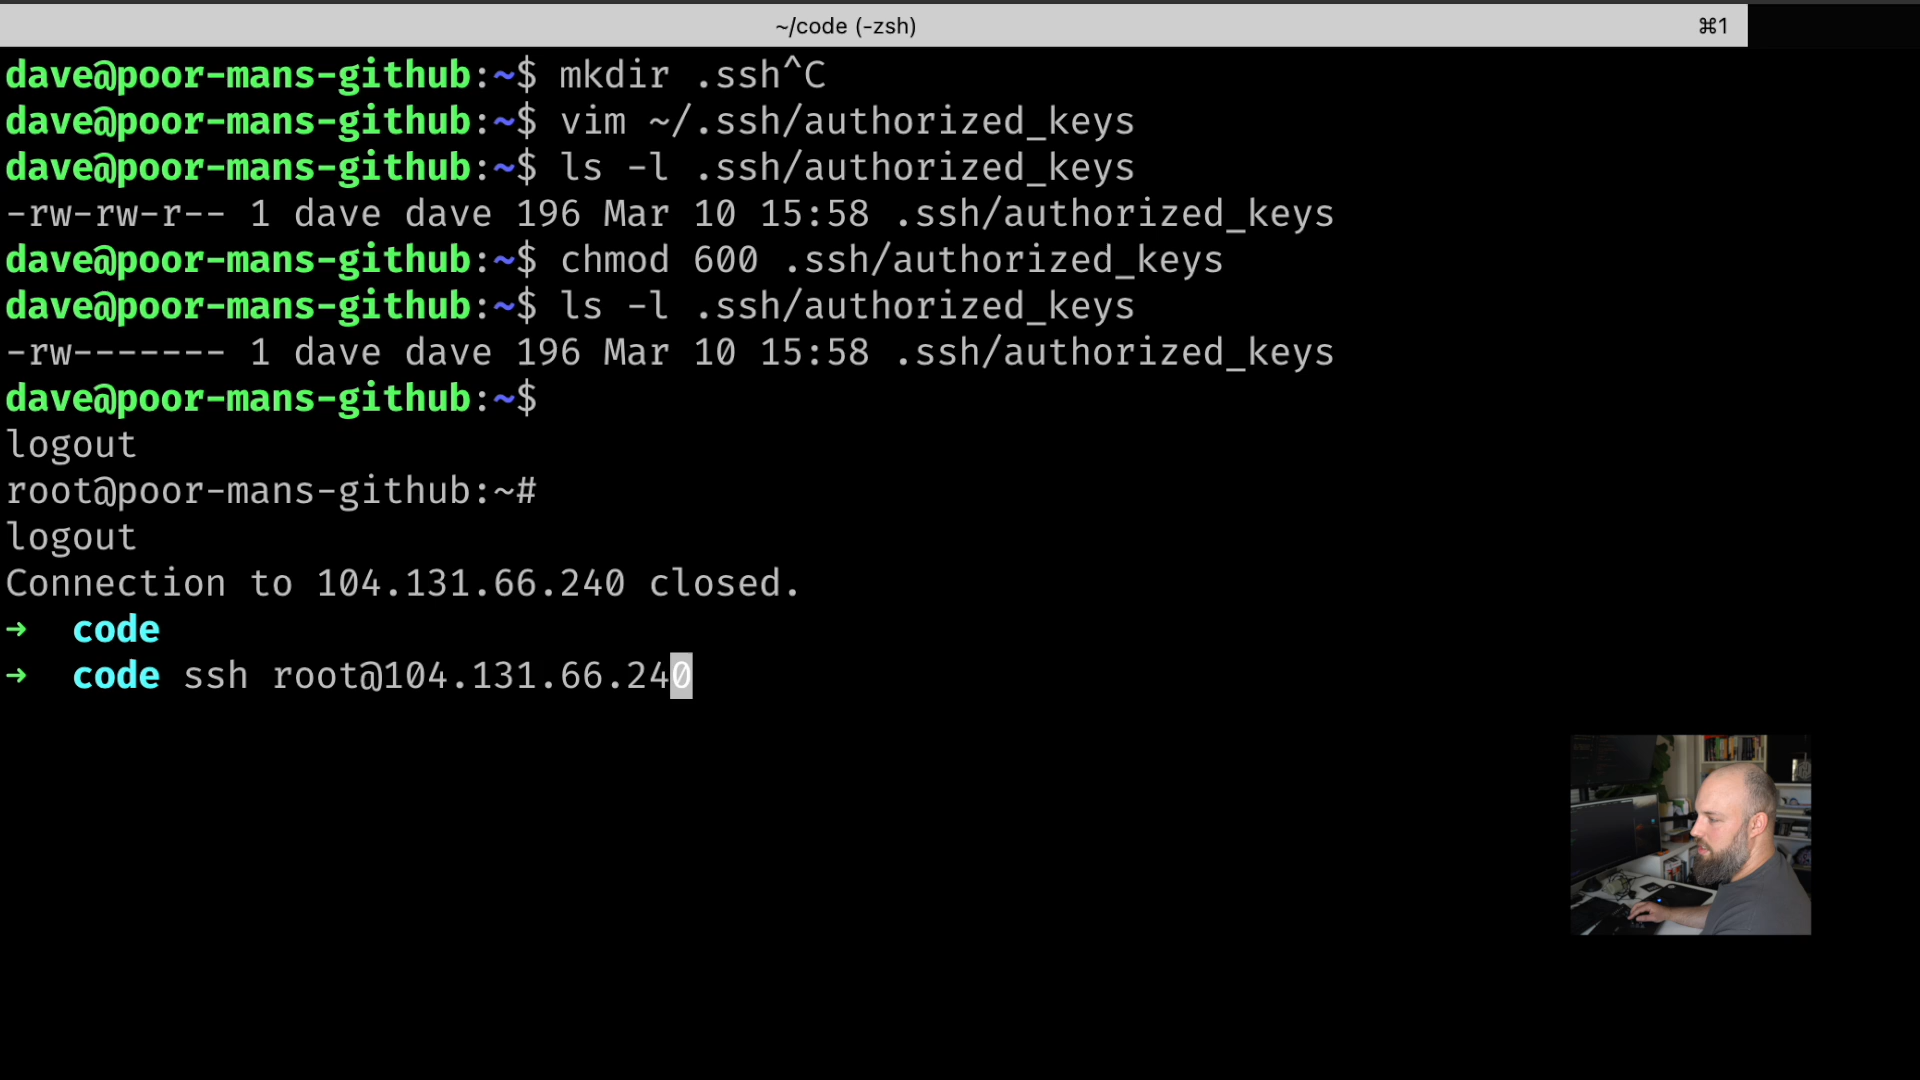 ~/code (-zsh) ⌘1
dave@poor-mans-github:~$ mkdir .ssh^C
dave@poor-mans-github:~$ vim ~/.ssh/authorized_keys
dave@poor-mans-github:~$ ls -l .ssh/authorized_keys
-rw-rw-r-- 1 dave dave 196 Mar 10 15:58 .ssh/authorized_keys
dave@poor-mans-github:~$ chmod 600 .ssh/authorized_keys
dave@poor-mans-github:~$ ls -l .ssh/authorized_keys
-rw------- 1 dave dave 196 Mar 10 15:58 .ssh/authorized_keys
dave@poor-mans-github:~$
logout
root@poor-mans-github:~#
logout
Connection to 104.131.66.240 closed.
→ code
→ code ssh root@104.131.66.240